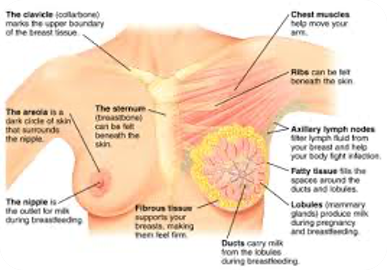 The clavicle (collarbone)
marks the upper boundary
of the breast tissue.
Chest muscles
help move your
arm.
Ribs can be felt
beneath the skin.
The areola is a
dark circle of skin
that surrounds
the nipple.
The sternum
(breastbone)
can be felt
beneath the
skin.
Axillery lymph nodes
filter lymph fluid from
your breast and help
your body fight infection.
Fatty tissue fills the
spaces around the
ducts and lobules.
The nipple is
the outlet for milk
during breastfeeding.
Fibrous tissue
supports your
breasts, making
them feel firm.
Lobules (mammary
glands) produce milk
during pregnancy
and breastfeeding.
Ducts carry milk
from the lobules
during breastfeeding.